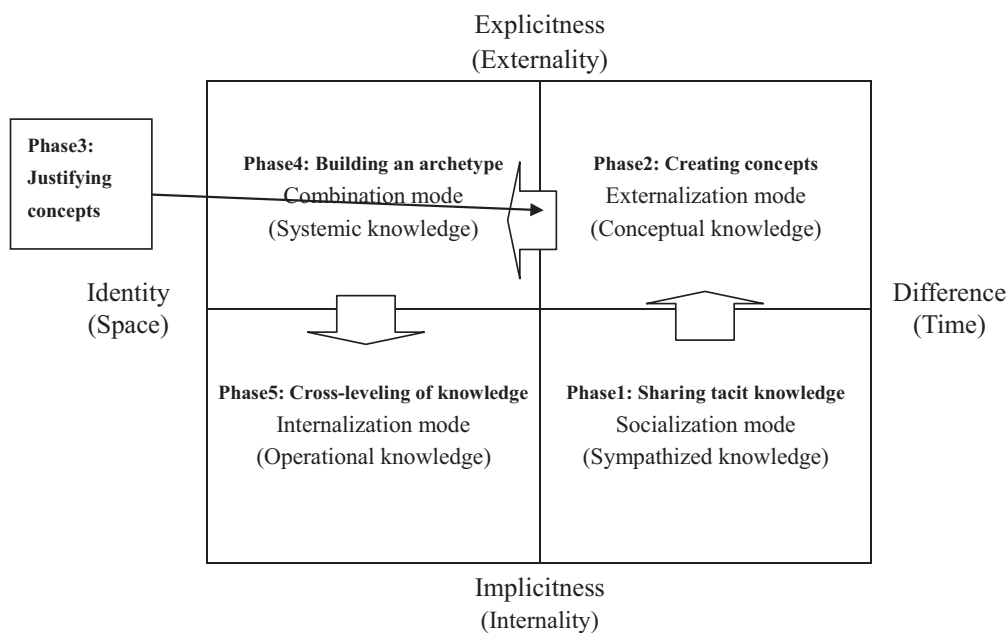 Explicitness
(Externality)
Phase3:
Justifying
concepts
Phase4: Building an archetype
Combination mode
(Systemic knowledge)
Phase2: Creating concepts
Externalization mode
(Conceptual knowledge)
Identity
(Space)
Difference
(Time)
Phase5: Cross-leveling of knowledge
Internalization mode
(Operational knowledge)
Phase1: Sharing tacit knowledge
Socialization mode
(Sympathized knowledge)
Implicitness
(Internality)